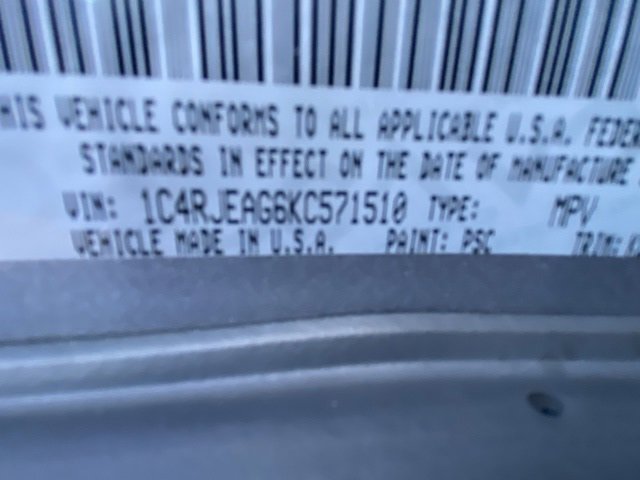 HIS VEHICLE CONFORMS TO ALL APPLICABLE U.S.A. FEDER
STANDARDS IN EFFECT ON THE DATE OF MANUFACTURE
VIN: 1C4RJEAG6KC571510 TYPE: MPV
VEHICLE MADE IN U.S.A. PAINT: PSC TRIM: